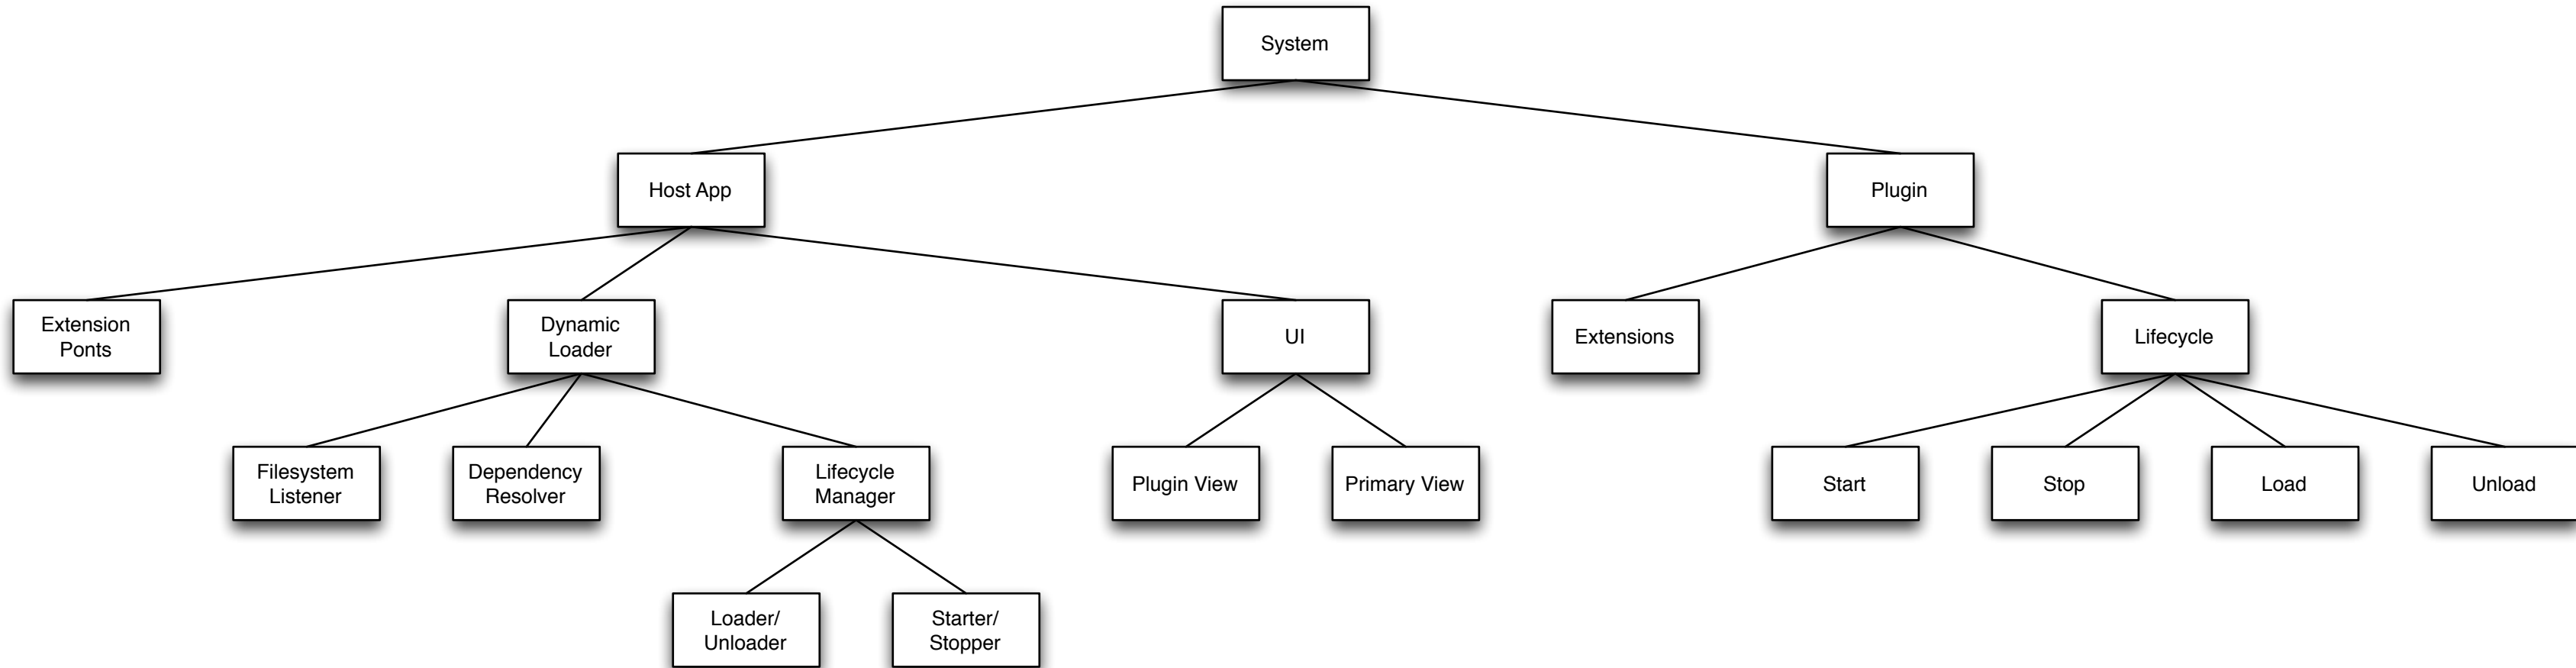 System
Host App
Plugin
Extension
Ponts
Dynamic
Loader
UI
Extensions
Lifecycle
Filesystem
Listener
Dependency
Resolver
Lifecycle
Manager
Plugin View
Primary View
Start
Stop
Load
Unload
Loader/
Unloader
Starter/
Stopper